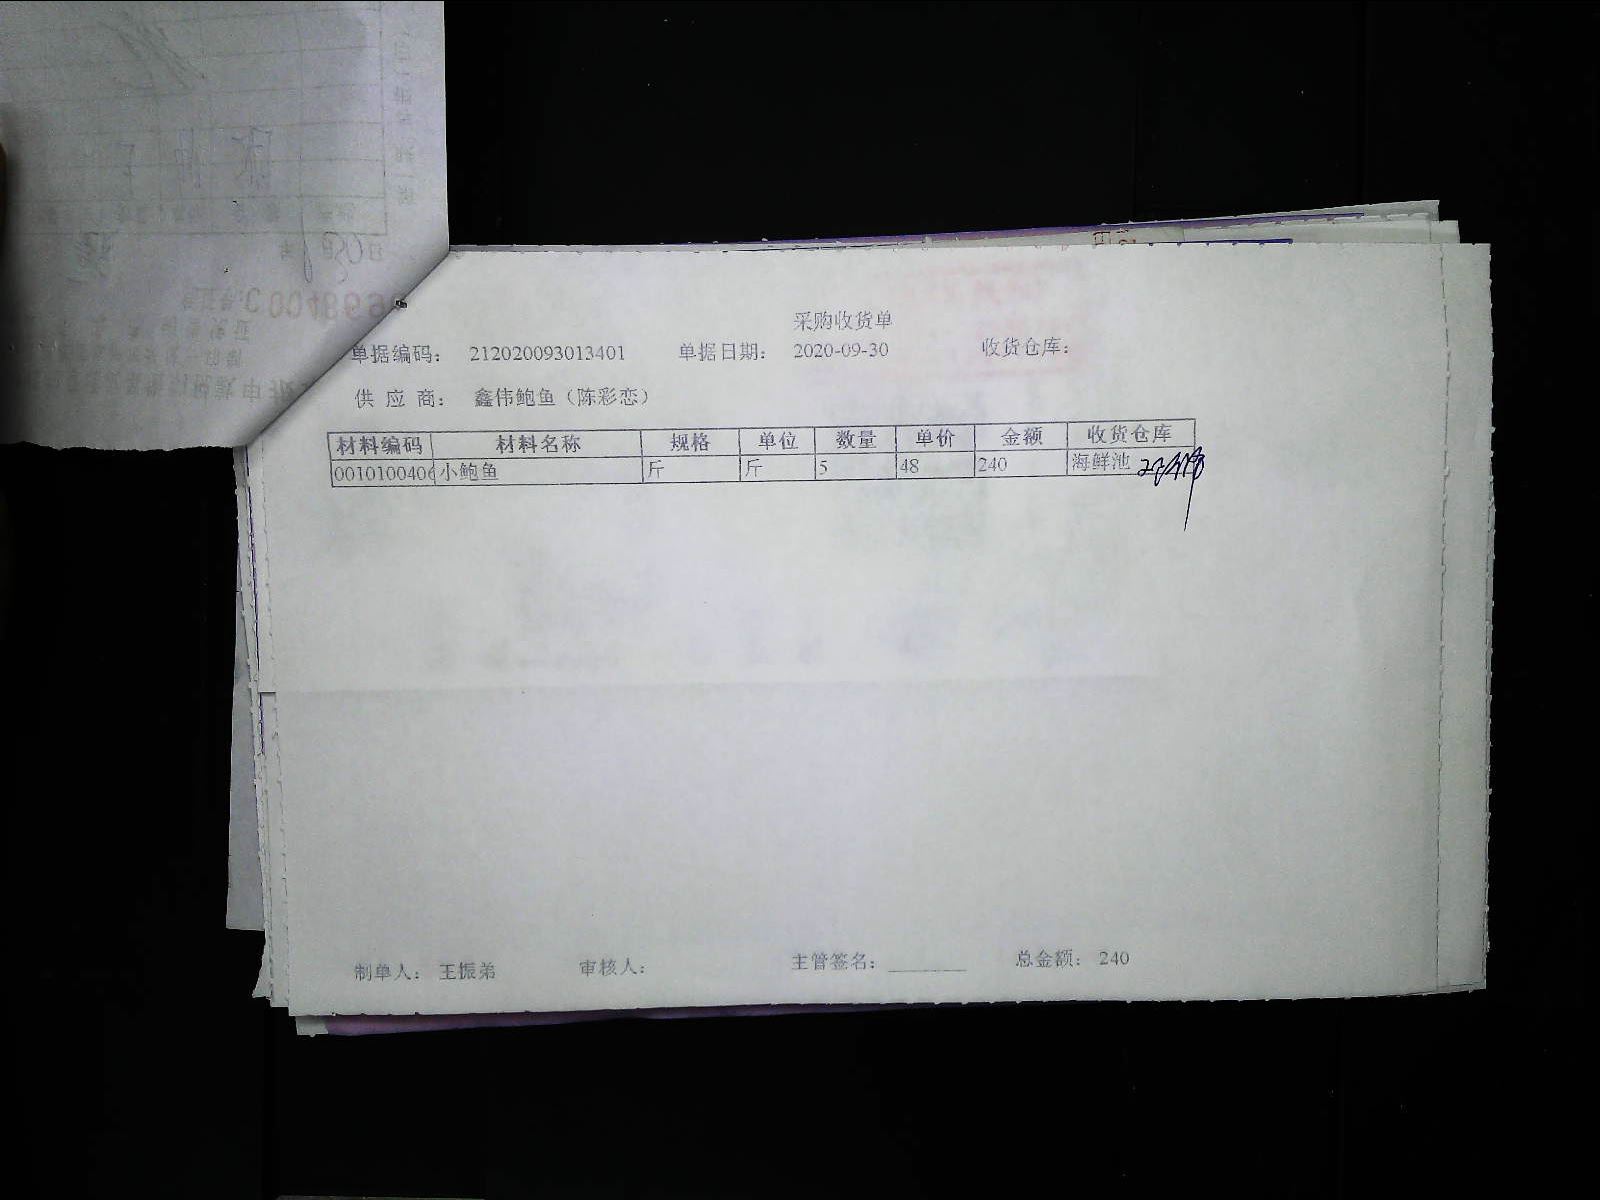 采购收货单
单据编码: 212020093013401 单据日期: 2020-09-30 收货仓库:
供 应 商: 鑫伟鲍鱼（陈彩恋）
材料编码 材料名称 规格 单位 数量 单价 金额 收货仓库
0010100406 小鲍鱼 斤 斤 5 48 240 海鲜池
制单人: 王振弟 审核人: 主管签名: 总金额: 240